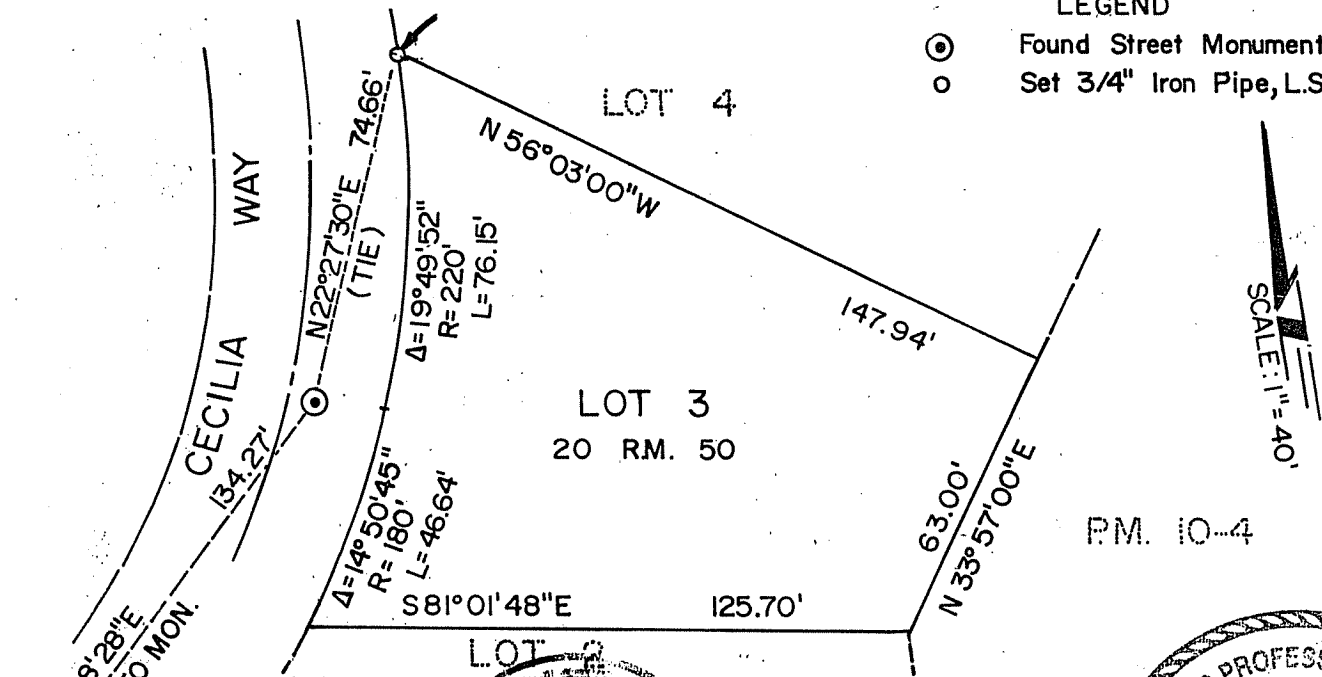 LEGEND
Found Street Monument
Set 3/4" Iron Pipe, L.S
LOT 4
N 56°03'00"W
147.94'
N22°27'30"E 74.66'
(TIE)
WAY
CECILIA
Δ=19°49'52"
R=220'
L=76.15'
SCALE: 1"=40'
LOT 3
20 R.M. 50
134.27'
Δ=14°50'45"
R=180'
L=46.64'
63.00'
N 33°57'00"E
P.M. 10-4
S81°01'48"E 125.70'
8'28"E
MON.
LOT